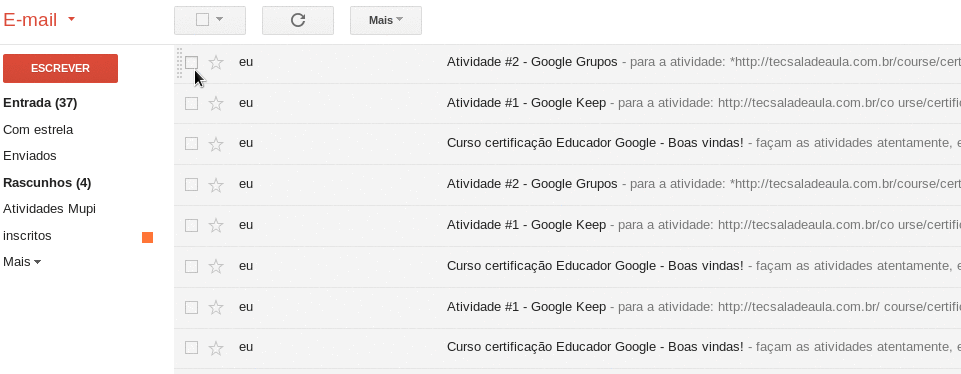 E-mail
Mais
ESCREVER
Entrada (37)
Com estrela
Enviados
Rascunhos (4)
Atividades Mupi
inscritos
Mais
eu Atividade #2 - Google Grupos - para a atividade: *http://tecsaladeaula.com.br/course/cert
eu Atividade #1 - Google Keep - para a atividade: http://tecsaladeaula.com.br/co urse/certific
eu Curso certificação Educador Google - Boas vindas! - façam as atividades atentamente, e
eu Atividade #2 - Google Grupos - para a atividade: *http://tecsaladeaula.com.br/course/cert
eu Atividade #1 - Google Keep - para a atividade: http://tecsaladeaula.com.br/co urse/certific
eu Curso certificação Educador Google - Boas vindas! - façam as atividades atentamente, e
eu Atividade #1 - Google Keep - para a atividade: http://tecsaladeaula.com.br/ course/certific
eu Curso certificação Educador Google - Boas vindas! - façam as atividades atentamente, e